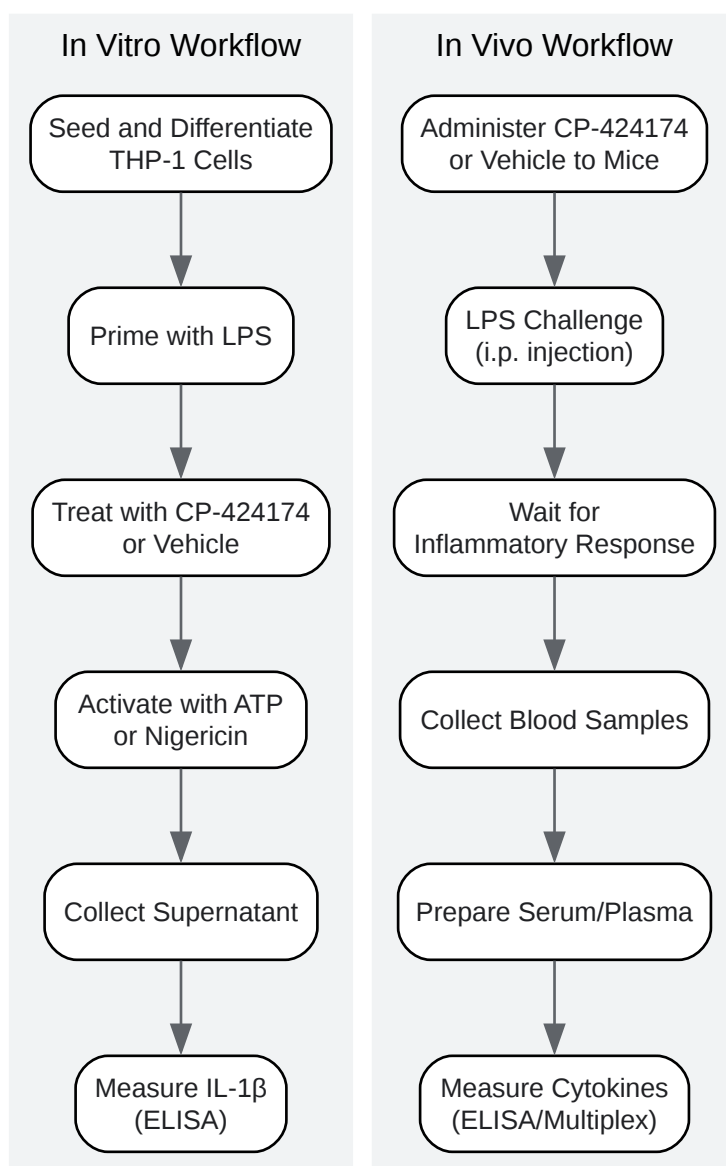 In Vitro Workflow
Seed and Differentiate
THP-1 Cells
Prime with LPS
Treat with CP-424174
or Vehicle
Activate with ATP
or Nigericin
Collect Supernatant
Measure IL-1β
(ELISA)
In Vivo Workflow
Administer CP-424174
or Vehicle to Mice
LPS Challenge
(i.p. injection)
Wait for
Inflammatory Response
Collect Blood Samples
Prepare Serum/Plasma
Measure Cytokines
(ELISA/Multiplex)